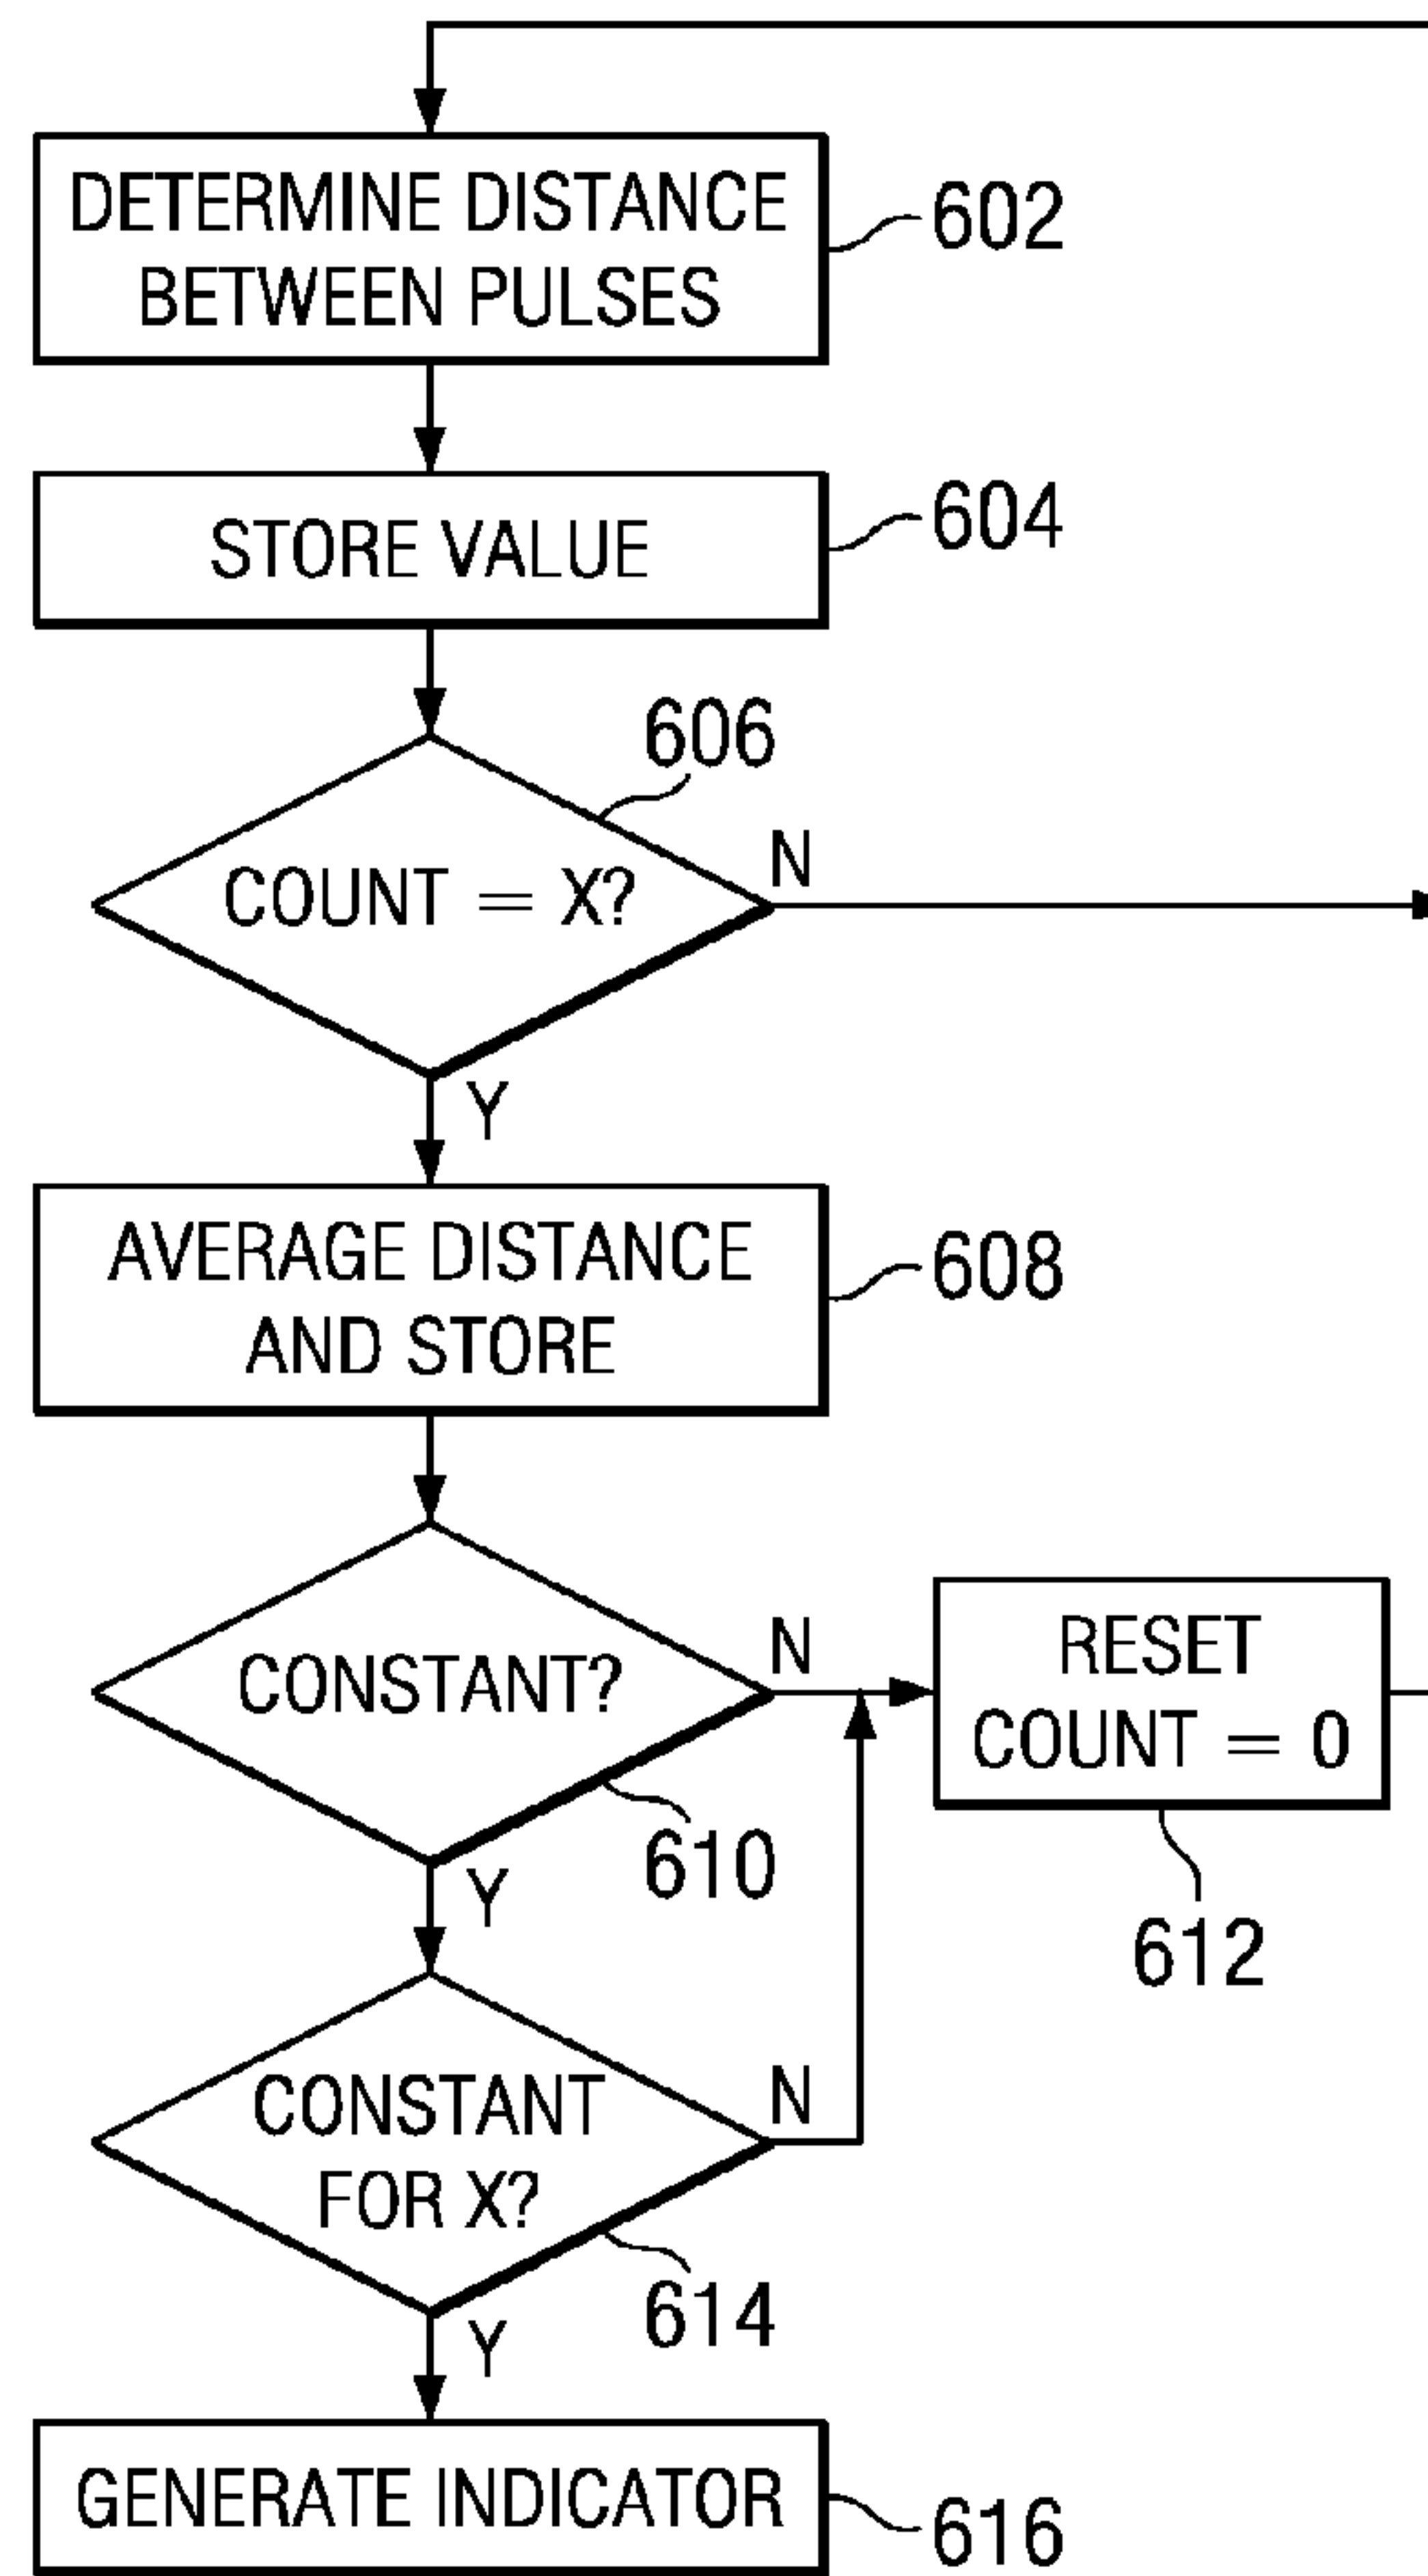 DETERMINE DISTANCE
BETWEEN PULSES
602
STORE VALUE
604
606
COUNT = X?
N
Y
AVERAGE DISTANCE
AND STORE
608
CONSTANT?
N
RESET
COUNT = 0
610
Y
612
CONSTANT
FOR X?
N
614
Y
GENERATE INDICATOR
616